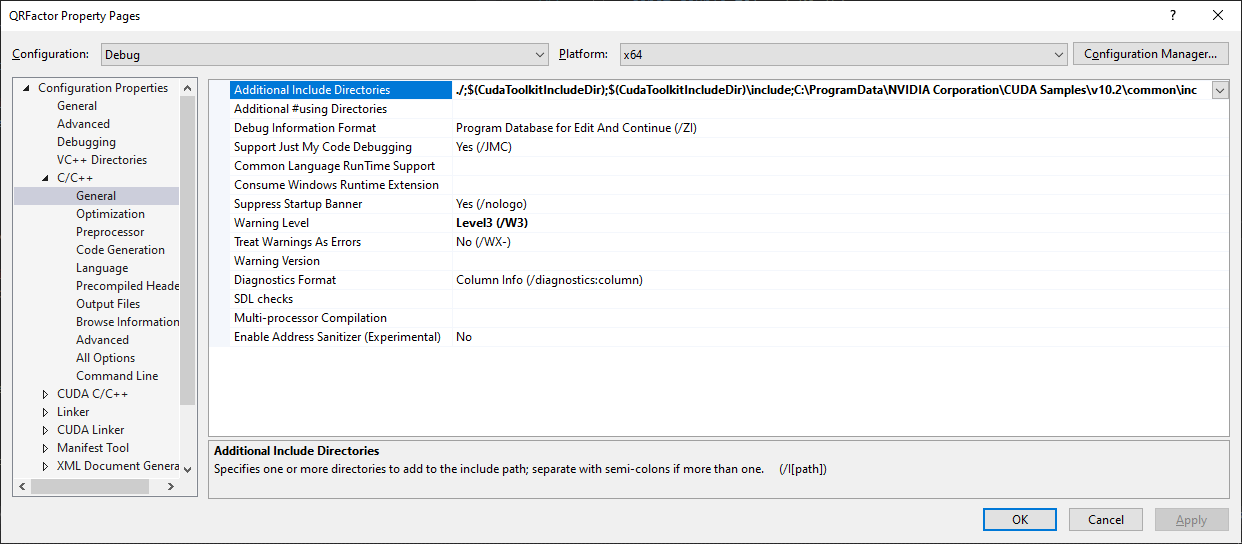 QRFactor Property Pages
? ×
Configuration: Debug Platform: x64 Configuration Manager...
Configuration Properties
General
Advanced
Debugging
VC++ Directories
C/C++
General
Optimization
Preprocessor
Code Generation
Language
Precompiled Heade
Output Files
Browse Information
Advanced
All Options
Command Line
CUDA C/C++
Linker
CUDA Linker
Manifest Tool
XML Document Genera
Additional Include Directories ./;$(CudaToolkitIncludeDir);$(CudaToolkitIncludeDir)\include;C:\ProgramData\NVIDIA Corporation\CUDA Samples\v10.2\common\inc
Additional #using Directories
Debug Information Format Program Database for Edit And Continue (/ZI)
Support Just My Code Debugging Yes (/JMC)
Common Language RunTime Support
Consume Windows Runtime Extension
Suppress Startup Banner Yes (/nologo)
Warning Level Level3 (/W3)
Treat Warnings As Errors No (/WX-)
Warning Version
Diagnostics Format Column Info (/diagnostics:column)
SDL checks
Multi-processor Compilation
Enable Address Sanitizer (Experimental) No
Additional Include Directories
Specifies one or more directories to add to the include path; separate with semi-colons if more than one. (/I[path])
OK Cancel Apply